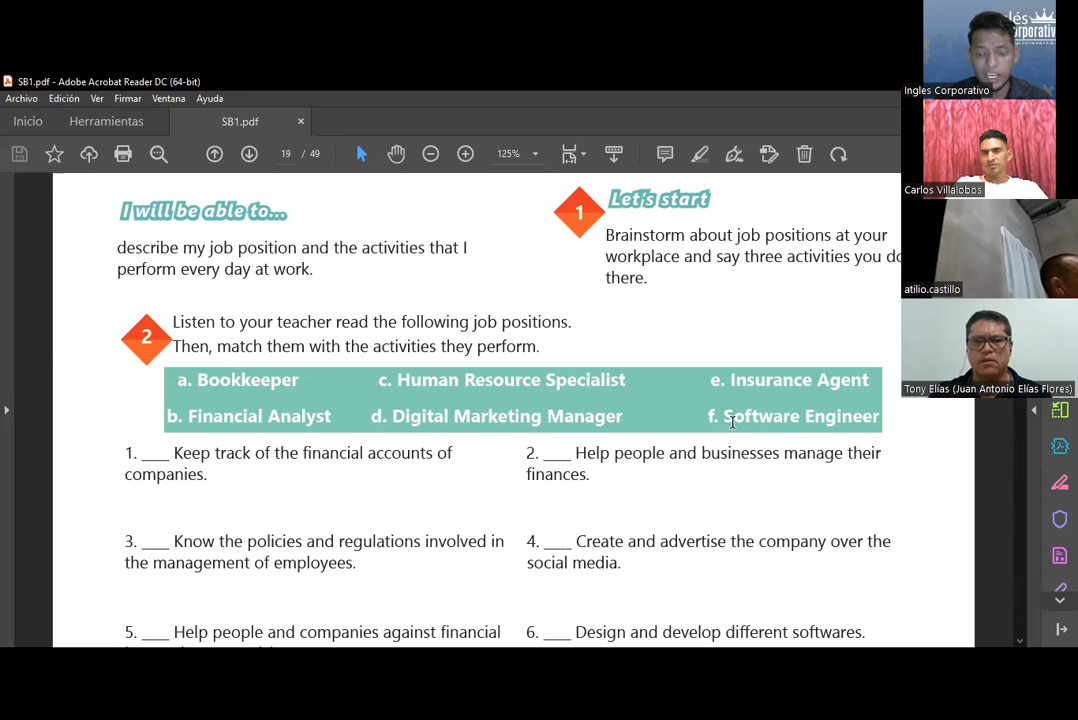 SB1.pdf - Adobe Acrobat Reader DC (64-bit)
Archivo Edición Ver Firmar Ventana Ayuda
Inicio Herramientas SB1.pdf ×
19 / 49 125%
I will be able to...
describe my job position and the activities that I
perform every day at work.
1 Let's start
Brainstorm about job positions at your
workplace and say three activities you do
there.
2 Listen to your teacher read the following job positions.
Then, match them with the activities they perform.
a. Bookkeeper c. Human Resource Specialist e. Insurance Agent
b. Financial Analyst d. Digital Marketing Manager f. Software Engineer
1. ___ Keep track of the financial accounts of
companies.
2. ___ Help people and businesses manage their
finances.
3. ___ Know the policies and regulations involved in
the management of employees.
4. ___ Create and advertise the company over the
social media.
5. ___ Help people and companies against financial
6. ___ Design and develop different softwares.
Ingles Corporativo
Carlos Villalobos
atilio.castillo
Tony Elías (Juan Antonio Elías Flores)